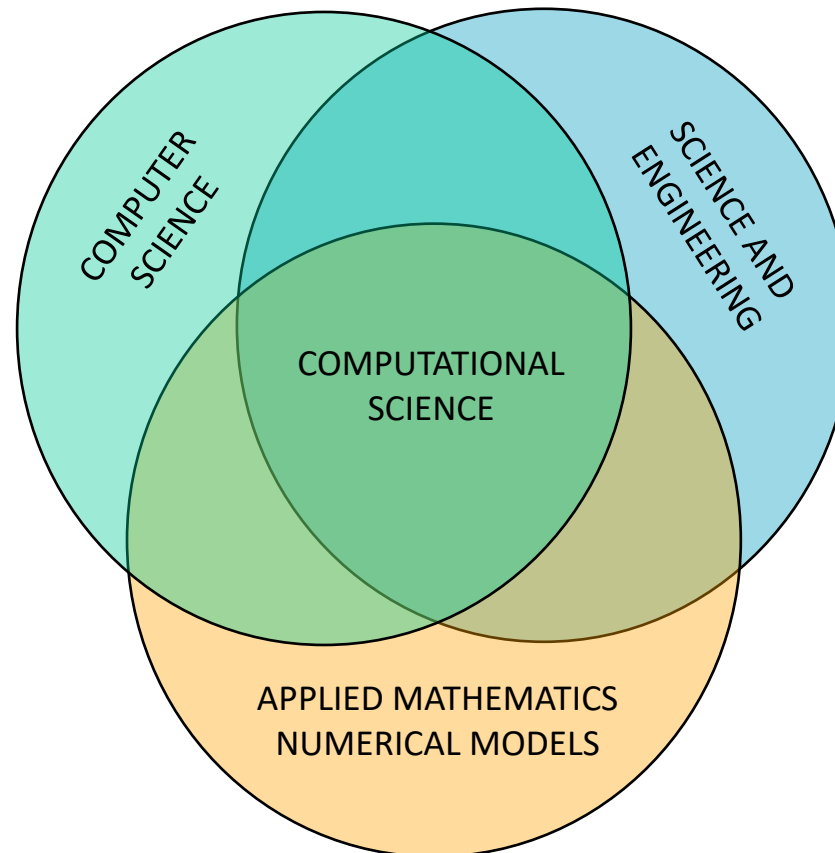 COMPUTER
SCIENCE
SCIENCE AND
ENGINEERING
COMPUTATIONAL
SCIENCE
APPLIED MATHEMATICS
NUMERICAL MODELS